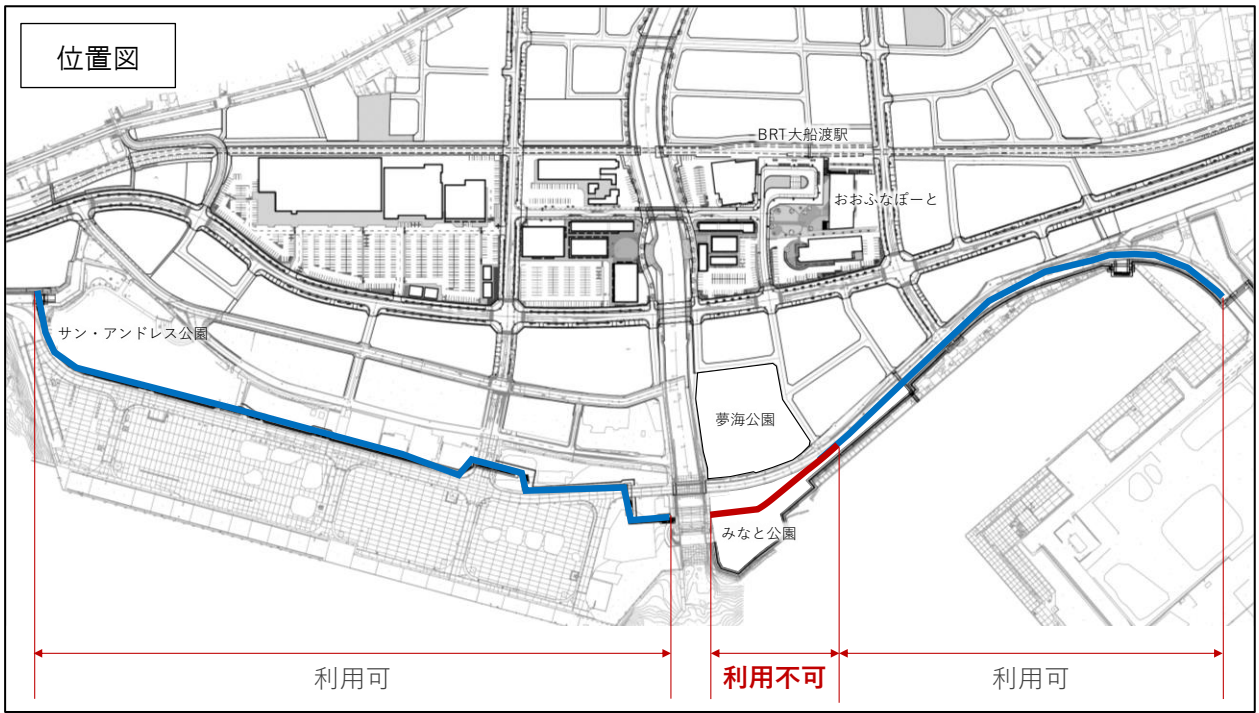 位置図
BRT大船渡駅
おおふなぽーと
サン・アンドレス公園
夢海公園
みなと公園
利用可
利用不可
利用可